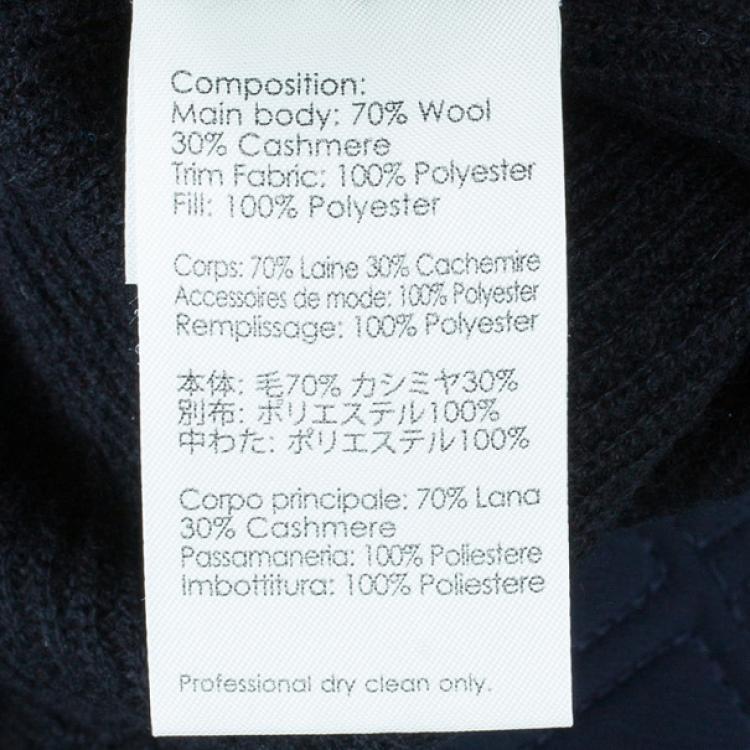 Composition:
Main body: 70% Wool
30% Cashmere
Trim Fabric: 100% Polyester
Fill: 100% Polyester
Corps: 70% Laine 30% Cachemire
Accessoires de mode: 100% Polyester
Remplissage: 100% Polyester
本体: 毛70% カシミヤ30%
別布: ポリエステル100%
中わた: ポリエステル100%
Corpo principale: 70% Lana
30% Cashmere
Passamaneria: 100% Poliestere
Imbottitura: 100% Poliestere
Professional dry clean only.